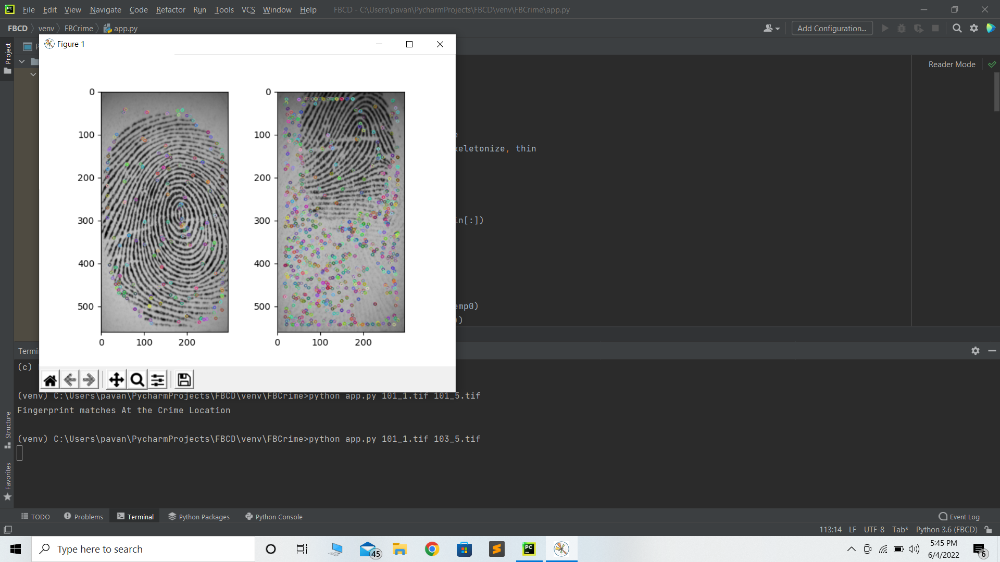 PC File Edit View Navigate Code Refactor Run Tools VCS Window Help FBCD - C:\Users\pavan\PycharmProjects\FBCD\venv\FBCrime\app.py
FBCD venv FBCrime app.py Add Configuration...
Project
Figure 1
P
Reader Mode
e
keletonize, thin
in[:])
emp0)
))
0
100
200
300
400
500
0 100 200
0
100
200
300
400
500
0 100 200
Termi
(c)
(venv) C:\Users\pavan\PycharmProjects\FBCD\venv\FBCrime>python app.py 101_1.tif 101_5.tif
Fingerprint matches At the Crime Location
(venv) C:\Users\pavan\PycharmProjects\FBCD\venv\FBCrime>python app.py 101_1.tif 103_5.tif
Structure
Favorites
TODO Problems Terminal Python Packages Python Console Event Log
113:14 LF UTF-8 Tab* Python 3.6 (FBCD)
Type here to search 45 PC 5:45 PM
6/4/2022 6